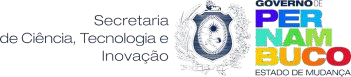 Secretaria
de Ciência, Tecnologia e
Inovação
GOVERNO DE
PER
NAM
BUCO
ESTADO DE MUDANÇA